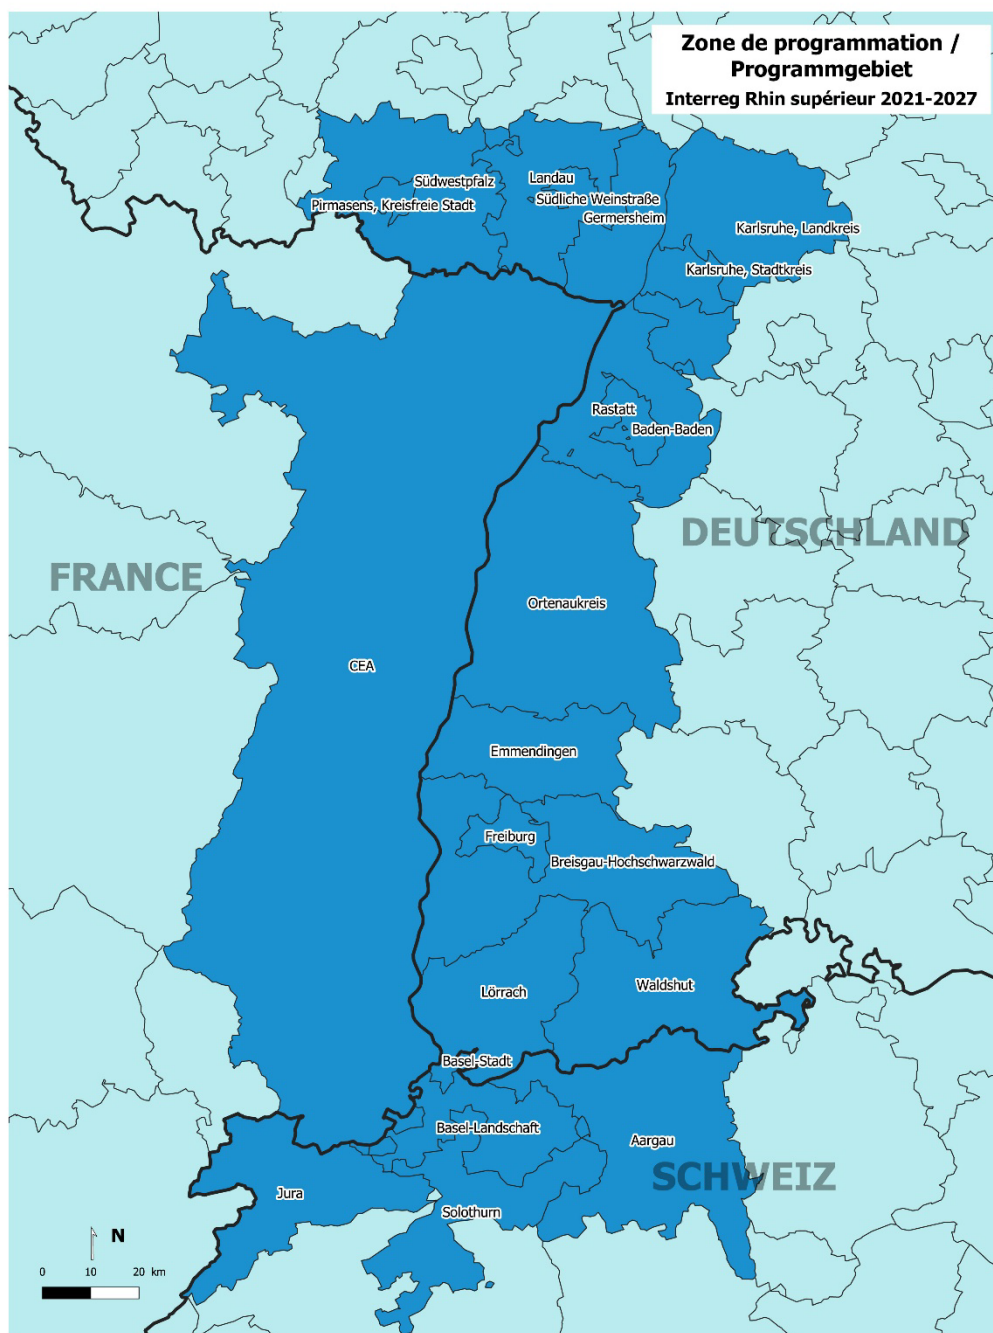 Zone de programmation /
Programmgebiet
Interreg Rhin supérieur 2021-2027
Südwestpfalz
Landau
Südliche Weinstraße
Pirmasens, Kreisfreie Stadt
Germersheim
Karlsruhe, Landkreis
Karlsruhe, Stadtkreis
Rastatt
Baden-Baden
DEUTSCHLAND
FRANCE
Ortenaukreis
CEA
Emmendingen
Freiburg
Breisgau-Hochschwarzwald
Lörrach
Waldshut
Basel-Stadt
Basel-Landschaft
Aargau
SCHWEIZ
Jura
Solothurn
N
0 10 20 km